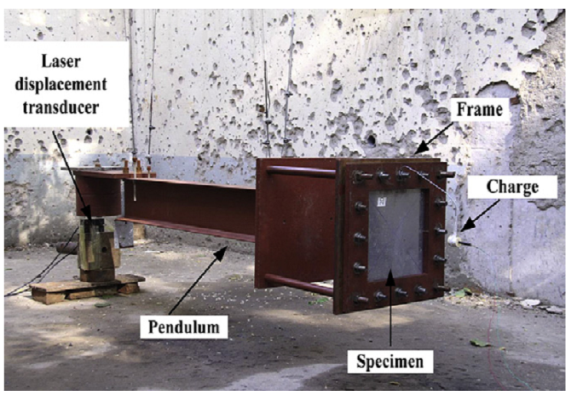 Laser
displacement
transducer
Frame
Charge
Pendulum
Specimen